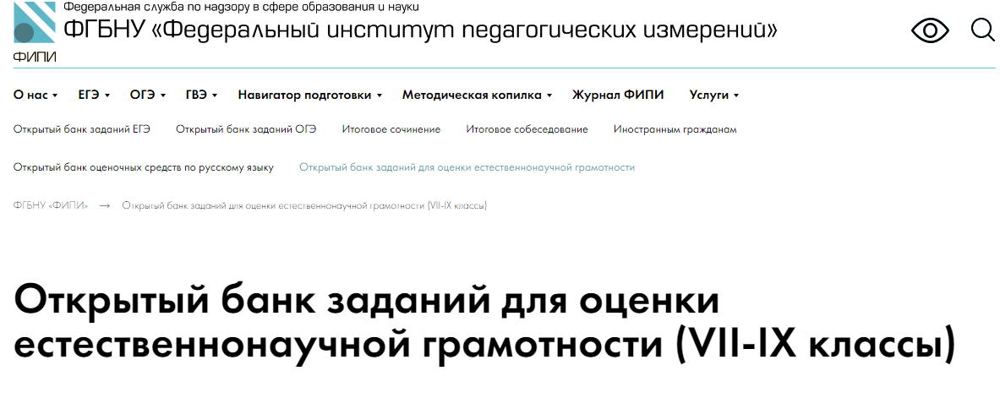 Федеральная служба по надзору в сфере образования и науки
ФГБНУ «Федеральный институт педагогических измерений»
ФИПИ
О нас ЕГЭ ОГЭ ГВЭ Навигатор подготовки Методическая копилка Журнал ФИПИ Услуги
Открытый банк заданий ЕГЭ Открытый банк заданий ОГЭ Итоговое сочинение Итоговое собеседование Иностранным гражданам
Открытый банк оценочных средств по русскому языку Открытый банк заданий для оценки естественнонаучной грамотности
ФГБНУ «ФИПИ» → Открытый банк заданий для оценки естественнонаучной грамотности (VII-IX классы)
Открытый банк заданий для оценки
естественнонаучной грамотности (VII-IX классы)